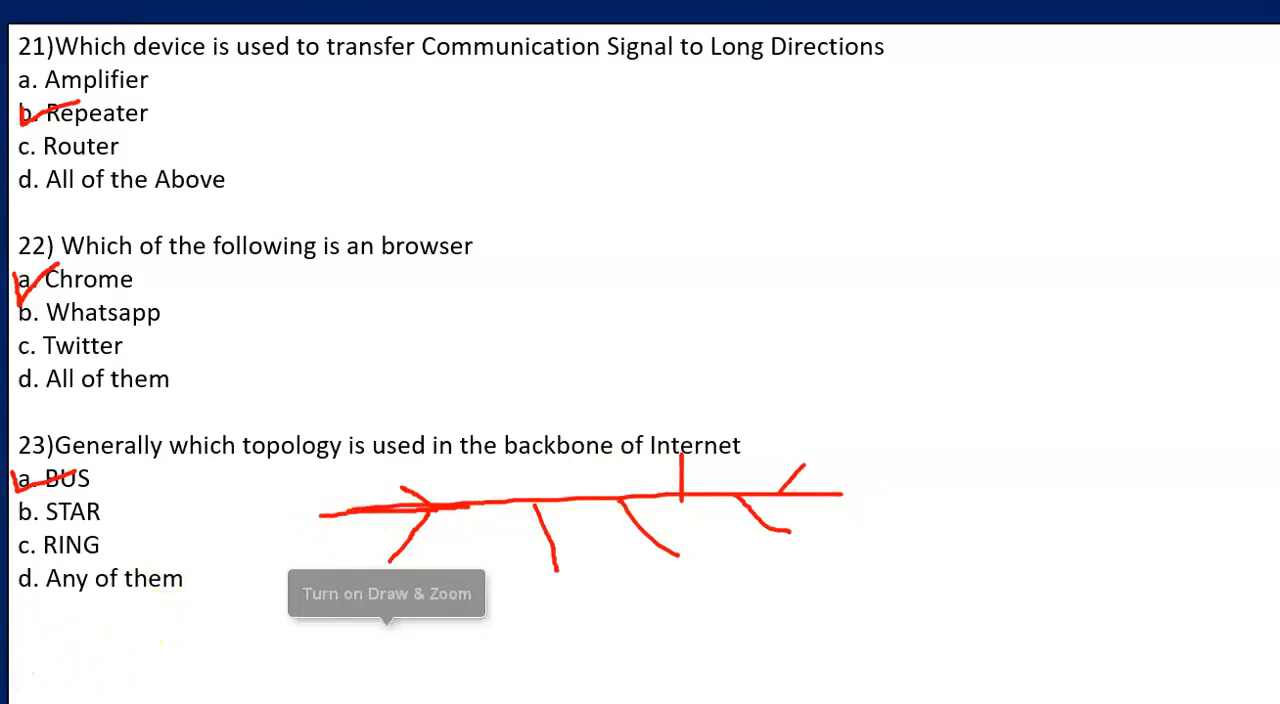 21)Which device is used to transfer Communication Signal to Long Directions
a. Amplifier
b. Repeater
c. Router
d. All of the Above
22) Which of the following is an browser
a. Chrome
b. Whatsapp
c. Twitter
d. All of them
23)Generally which topology is used in the backbone of Internet
a. BUS
b. STAR
c. RING
d. Any of them
Turn on Draw & Zoom